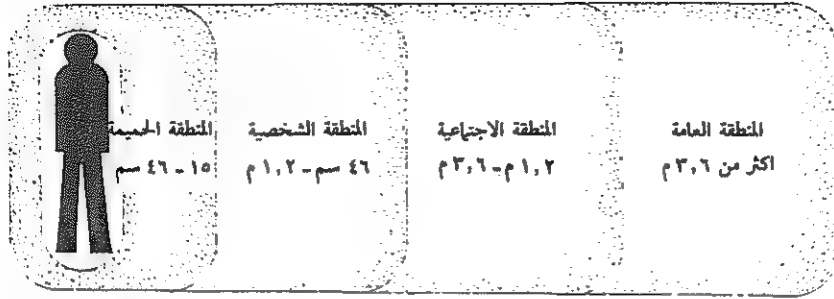 المنطقة الحميمة
١٥ - ٤٦ سم
المنطقة الشخصية
٤٦ سم - ١,٢ م
المنطقة الاجتماعية
١,٢ م - ٣,٦ م
المنطقة العامة
اكثر من ٣,٦ م